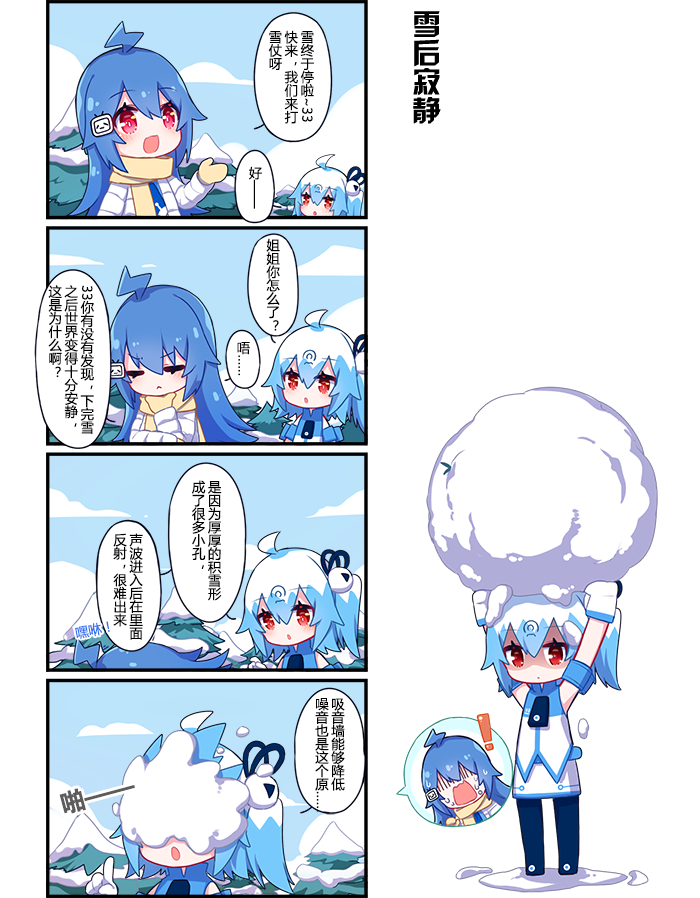 雪后寂静
雪终于停啦~33
快来，我们来打
雪仗呀
好——
姐姐你怎么了？
唔……
33你有没有发现，下完雪
之后世界变得十分安静，
这是为什么啊？
是因为厚厚的积雪形
成了很多小孔，
声波进入后在里面
反射，很难出来
嘿咻！
吸音墙能够降低
噪音也是这个原……
啪——